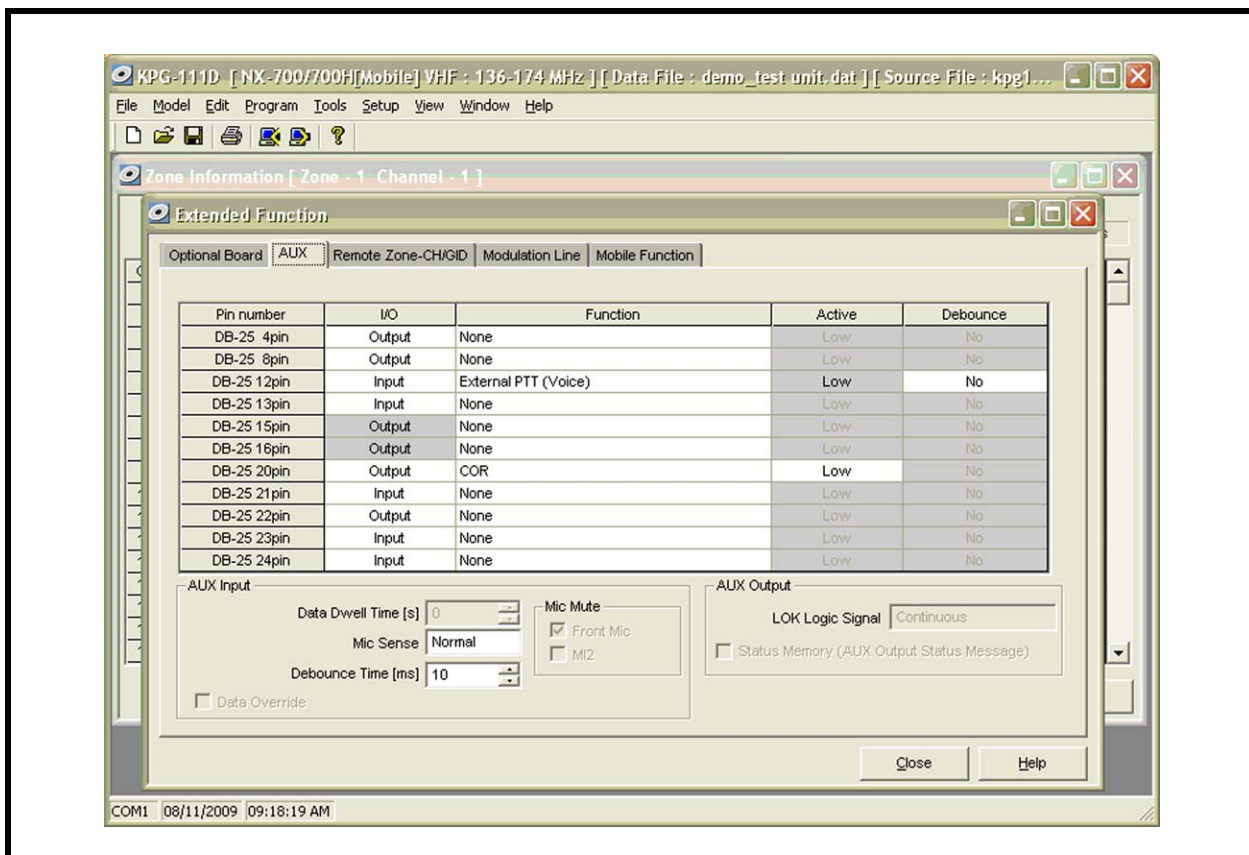 KPG-111D [ NX-700/700H[Mobile] VHF : 136-174 MHz ] [ Data File : demo_test unit.dat ] [ Source File : kpg1...
File Model Edit Program Tools Setup View Window Help
Zone Information [ Zone - 1 Channel - 1 ]
Extended Function
Optional Board AUX Remote Zone-CH/GID Modulation Line Mobile Function
Pin number I/O Function Active Debounce
DB-25 4pin Output None Low No
DB-25 8pin Output None Low No
DB-25 12pin Input External PTT (Voice) Low No
DB-25 13pin Input None Low No
DB-25 15pin Output None Low No
DB-25 16pin Output None Low No
DB-25 20pin Output COR Low No
DB-25 21pin Input None Low No
DB-25 22pin Output None Low No
DB-25 23pin Input None Low No
DB-25 24pin Input None Low No
AUX Input
Data Dwell Time [s] 0
Mic Sense Normal
Debounce Time [ms] 10
Data Override
Mic Mute
Front Mic
MI2
AUX Output
LOK Logic Signal Continuous
Status Memory (AUX Output Status Message)
Close Help
COM1 08/11/2009 09:18:19 AM